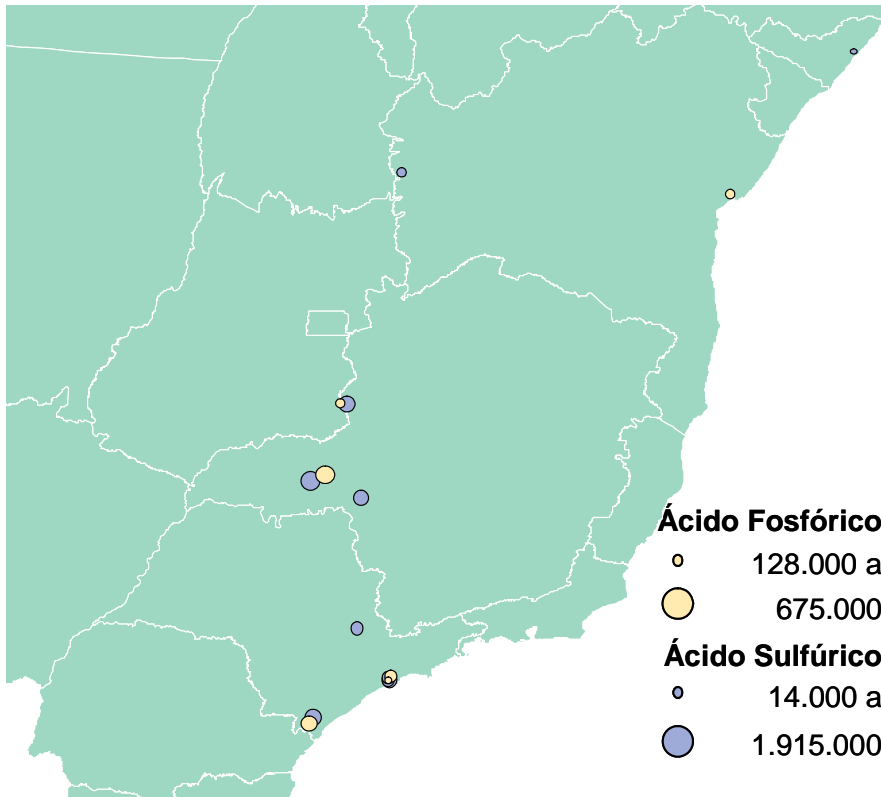 Ácido Fosfórico
128.000 a
675.000
Ácido Sulfúrico
14.000 a
1.915.000